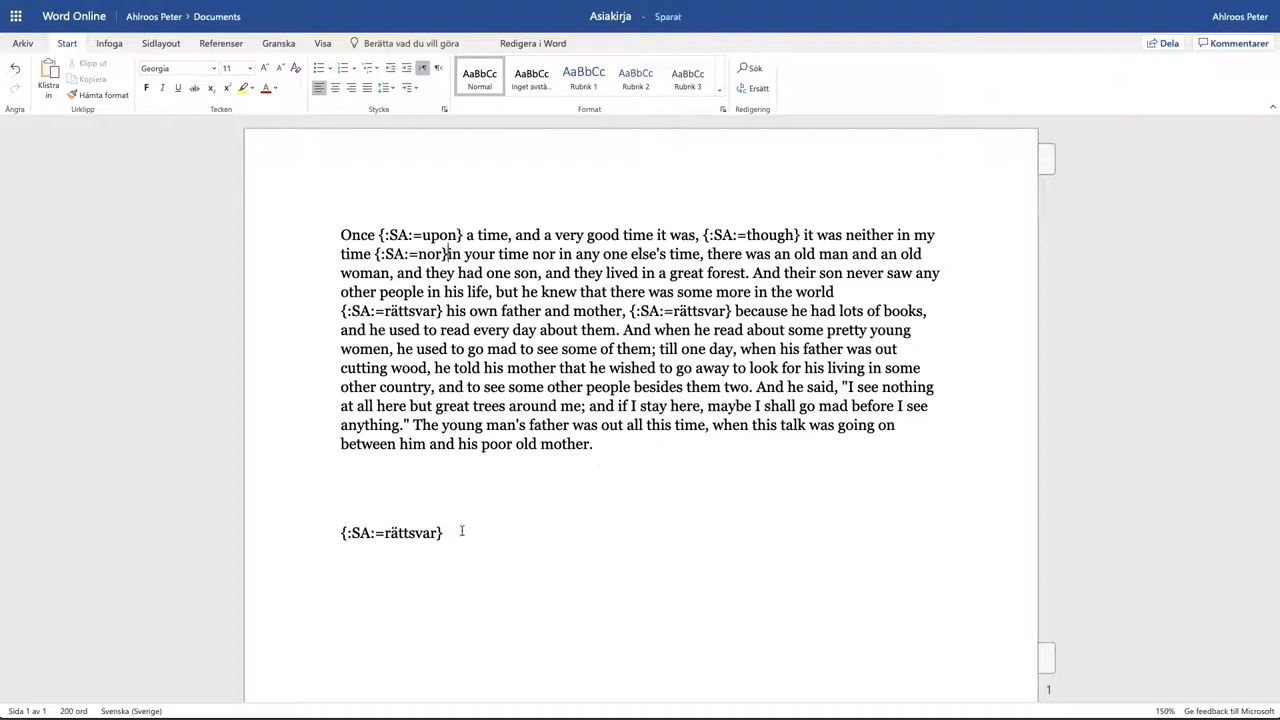 Word Online Ahlroos Peter > Documents Asiakirja - Sparat Ahlroos Peter
Arkiv Start Infoga Sidlayout Referenser Granska Visa Berätta vad du vill göra Redigera i Word Dela Kommentarer
Ångra
Klistra in
Klipp ut
Kopiera
Hämta format
Urklipp
Georgia 11
Tecken
Stycke
AaBbCc AaBbCc AaBbCc AaBbCc AaBbCc
Normal Inget avstå... Rubrik 1 Rubrik 2 Rubrik 3
Format
Sök
Ersätt
Redigering
Once {:SA:=upon} a time, and a very good time it was, {:SA:=though} it was neither in my
time {:SA:=nor}in your time nor in any one else's time, there was an old man and an old
woman, and they had one son, and they lived in a great forest. And their son never saw any
other people in his life, but he knew that there was some more in the world
{:SA:=rättsvar} his own father and mother, {:SA:=rättsvar} because he had lots of books,
and he used to read every day about them. And when he read about some pretty young
women, he used to go mad to see some of them; till one day, when his father was out
cutting wood, he told his mother that he wished to go away to look for his living in some
other country, and to see some other people besides them two. And he said, "I see nothing
at all here but great trees around me; and if I stay here, maybe I shall go mad before I see
anything." The young man's father was out all this time, when this talk was going on
between him and his poor old mother.
{:SA:=rättsvar}
1
Sida 1 av 1 200 ord Svenska (Sverige) 150% Ge feedback till Microsoft